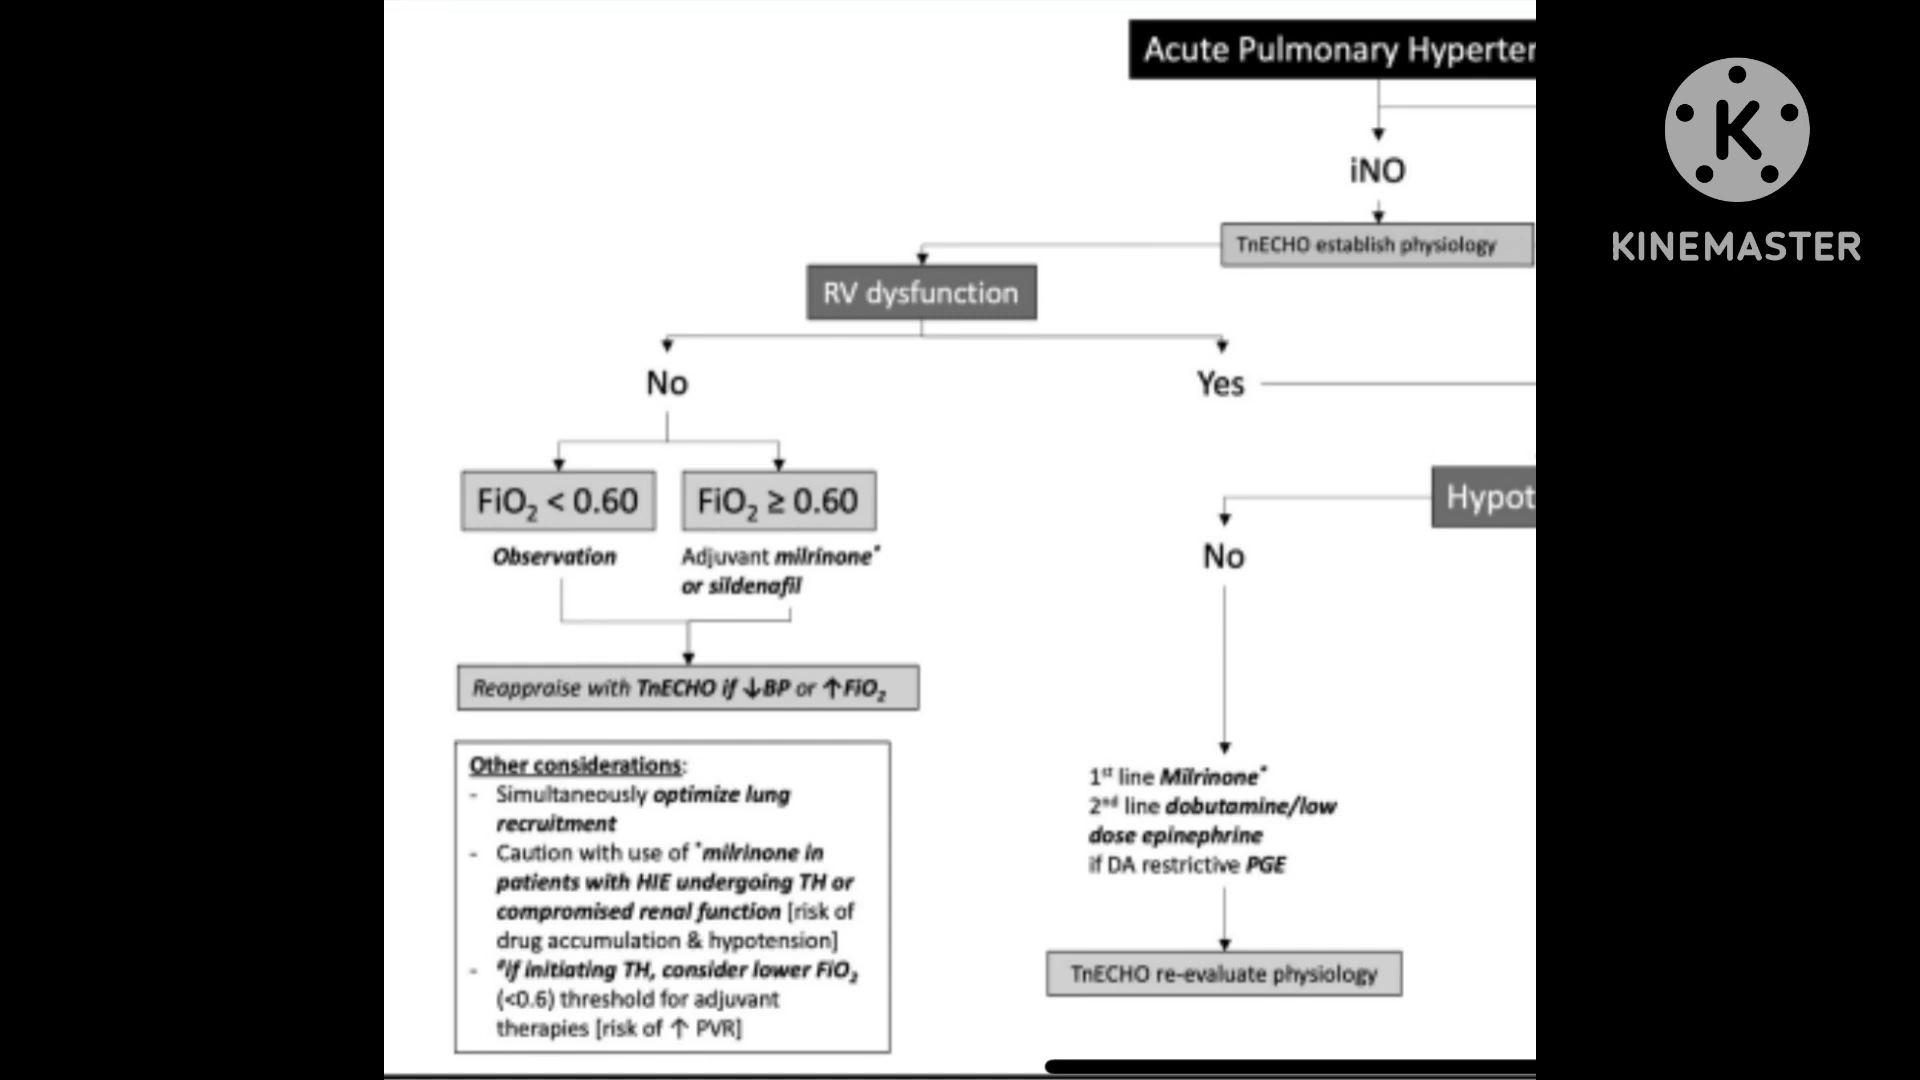 Acute Pulmonary Hyperter
iNO
TnECHO establish physiology
RV dysfunction
No
Yes
FiO₂ < 0.60
FiO₂ ≥ 0.60
Hypot
Observation
Adjuvant milrinone*
or sildenafil
No
Reappraise with TnECHO if ↓BP or ↑FiO₂
Other considerations:
- Simultaneously optimize lung
recruitment
- Caution with use of *milrinone in
patients with HIE undergoing TH or
compromised renal function [risk of
drug accumulation & hypotension]
- #if initiating TH, consider lower FiO₂
(<0.6) threshold for adjuvant
therapies [risk of ↑ PVR]
1st line Milrinone*
2nd line dobutamine/low
dose epinephrine
if DA restrictive PGE
TnECHO re-evaluate physiology
K
KINEMASTER